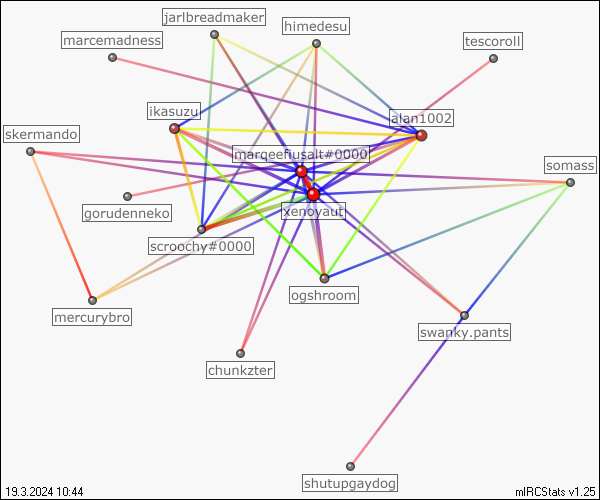 jarlbreadmaker
himedesu
marcemadness
tescoroll
ikasuzu
alan1002
skermando
marqeeflusalt#0000
somass
gorudenneko
xenoyaut
scroochy#0000
ogshroom
mercurybro
swanky.pants
chunkzter
shutupgaydog
19.3.2024 10:44
mIRCStats v1.25